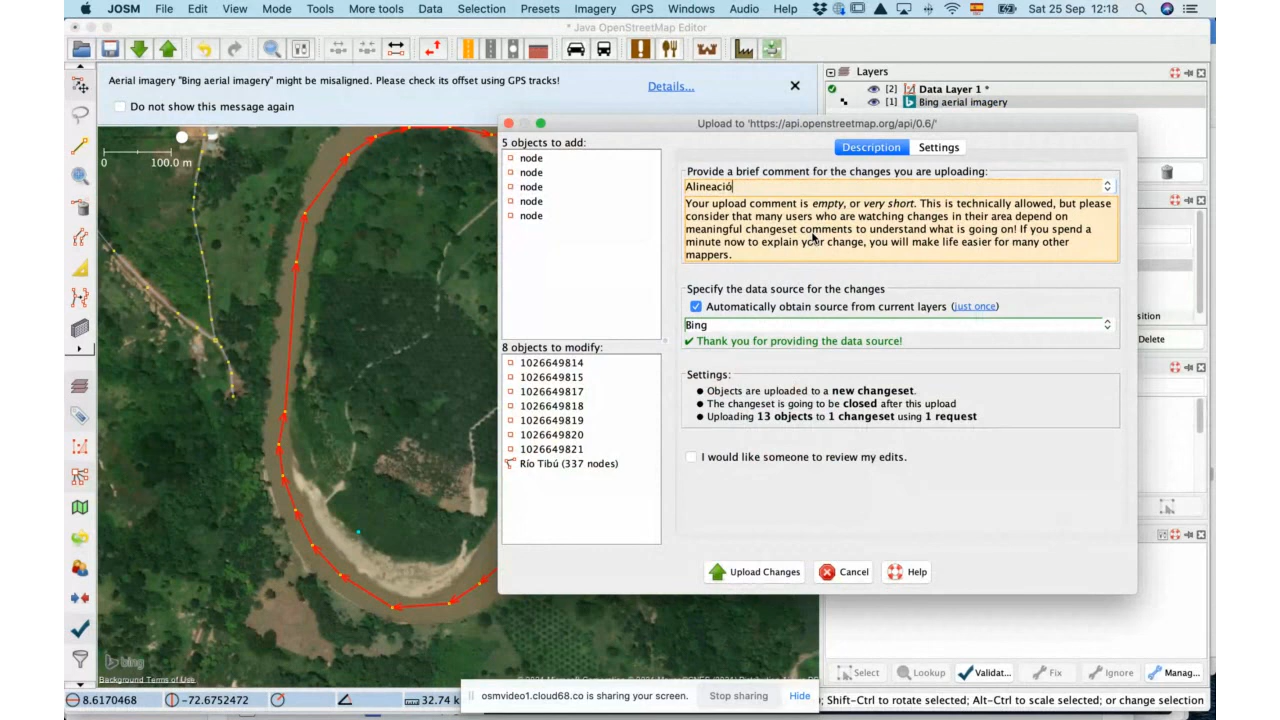 JOSM File Edit View Mode Tools More tools Data Selection Presets Imagery GPS Windows Audio Help Sat 25 Sep 12:18
* Java OpenStreetMap Editor
Aerial imagery "Bing aerial imagery" might be misaligned. Please check its offset using GPS tracks!
Details...
Do not show this message again
0
100.0 m
Layers
[2] Data Layer 1 *
[1] Bing aerial imagery
Upload to 'https://api.openstreetmap.org/api/0.6/'
5 objects to add:
node
node
node
node
node
8 objects to modify:
1026649814
1026649815
1026649817
1026649818
1026649819
1026649820
1026649821
Río Tibú (337 nodes)
Description Settings
Provide a brief comment for the changes you are uploading:
Alineació
Your upload comment is empty, or very short. This is technically allowed, but please
consider that many users who are watching changes in their area depend on
meaningful changeset comments to understand what is going on! If you spend a
minute now to explain your change, you will make life easier for many other
mappers.
Specify the data source for the changes
Automatically obtain source from current layers (just once)
Bing
✔ Thank you for providing the data source!
Settings:
● Objects are uploaded to a new changeset.
● The changeset is going to be closed after this upload
● Uploading 13 objects to 1 changeset using 1 request
I would like someone to review my edits.
Upload Changes Cancel Help
sition
Delete
bing
Background Terms of Use
Select Lookup Validat... Fix Ignore Manag...
8.6170468 -72.6752472 32.74 k
osmvideo1.cloud68.co is sharing your screen. Stop sharing Hide
; Shift-Ctrl to rotate selected; Alt-Ctrl to scale selected; or change selection